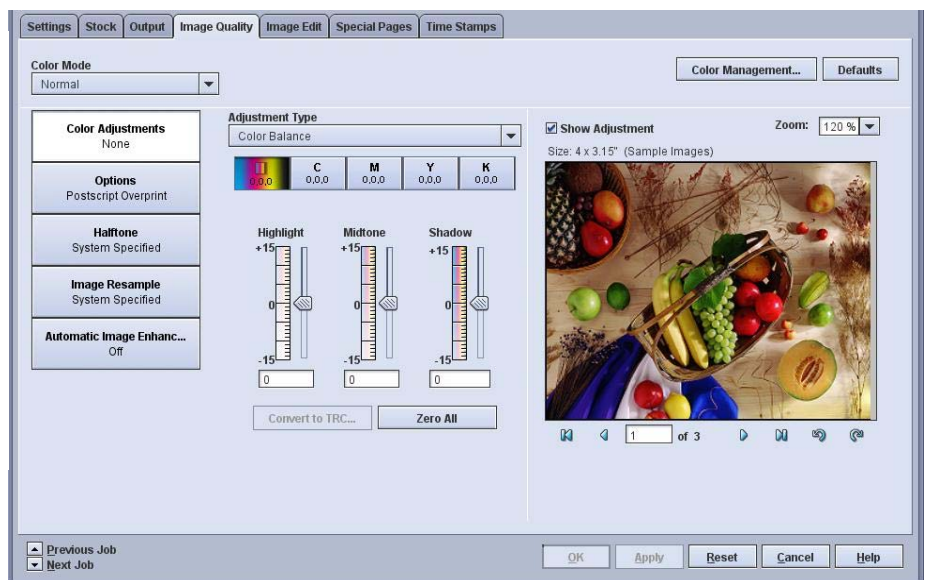 Settings Stock Output Image Quality Image Edit Special Pages Time Stamps
Color Mode
Normal
Color Management... Defaults
Color Adjustments
None
Options
Postscript Overprint
Halftone
System Specified
Image Resample
System Specified
Automatic Image Enhanc...
Off
Adjustment Type
Color Balance
0,0,0
C
0,0,0
M
0,0,0
Y
0,0,0
K
0,0,0
Highlight Midtone Shadow
+15 +15 +15
0 0 0
-15 -15 -15
0 0 0
Convert to TRC... Zero All
Show Adjustment
Zoom: 120 %
Size: 4 x 3.15" (Sample Images)
1 of 3
Previous Job
Next Job
OK Apply Reset Cancel Help